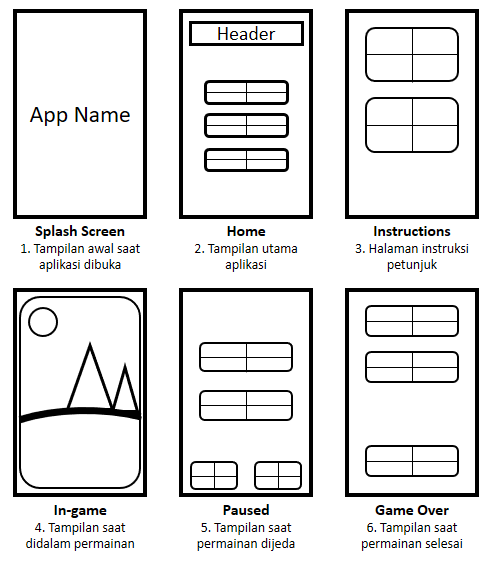 App Name
Header
Splash Screen
1. Tampilan awal saat
aplikasi dibuka
Home
2. Tampilan utama
aplikasi
Instructions
3. Halaman instruksi
petunjuk
In-game
4. Tampilan saat
didalam permainan
Paused
5. Tampilan saat
permainan dijeda
Game Over
6. Tampilan saat
permainan selesai